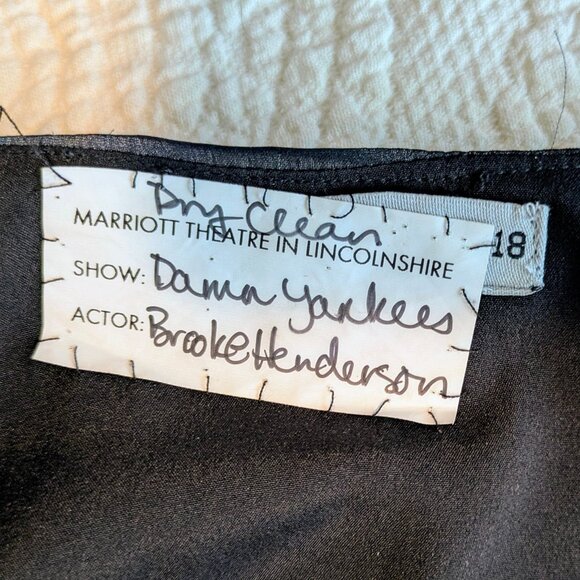 Dry Clean
MARRIOTT THEATRE IN LINCOLNSHIRE
18
SHOW: Damn Yankees
ACTOR: Brooke Henderson